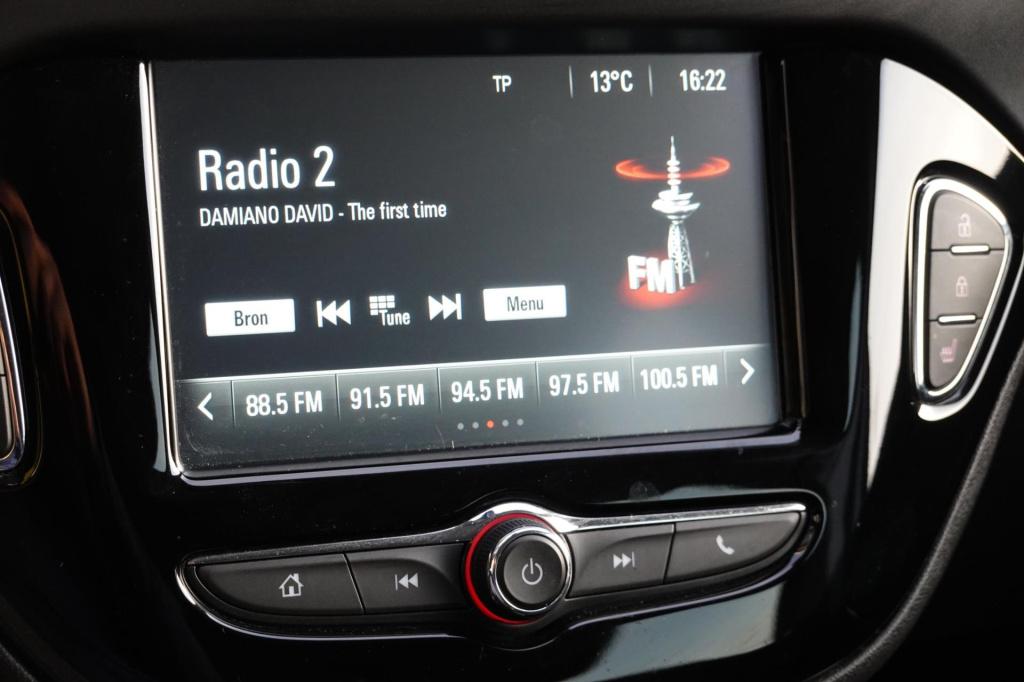 TP 13°C 16:22
Radio 2
DAMIANO DAVID - The first time
FM
Bron Tune Menu
88.5 FM 91.5 FM 94.5 FM 97.5 FM 100.5 FM